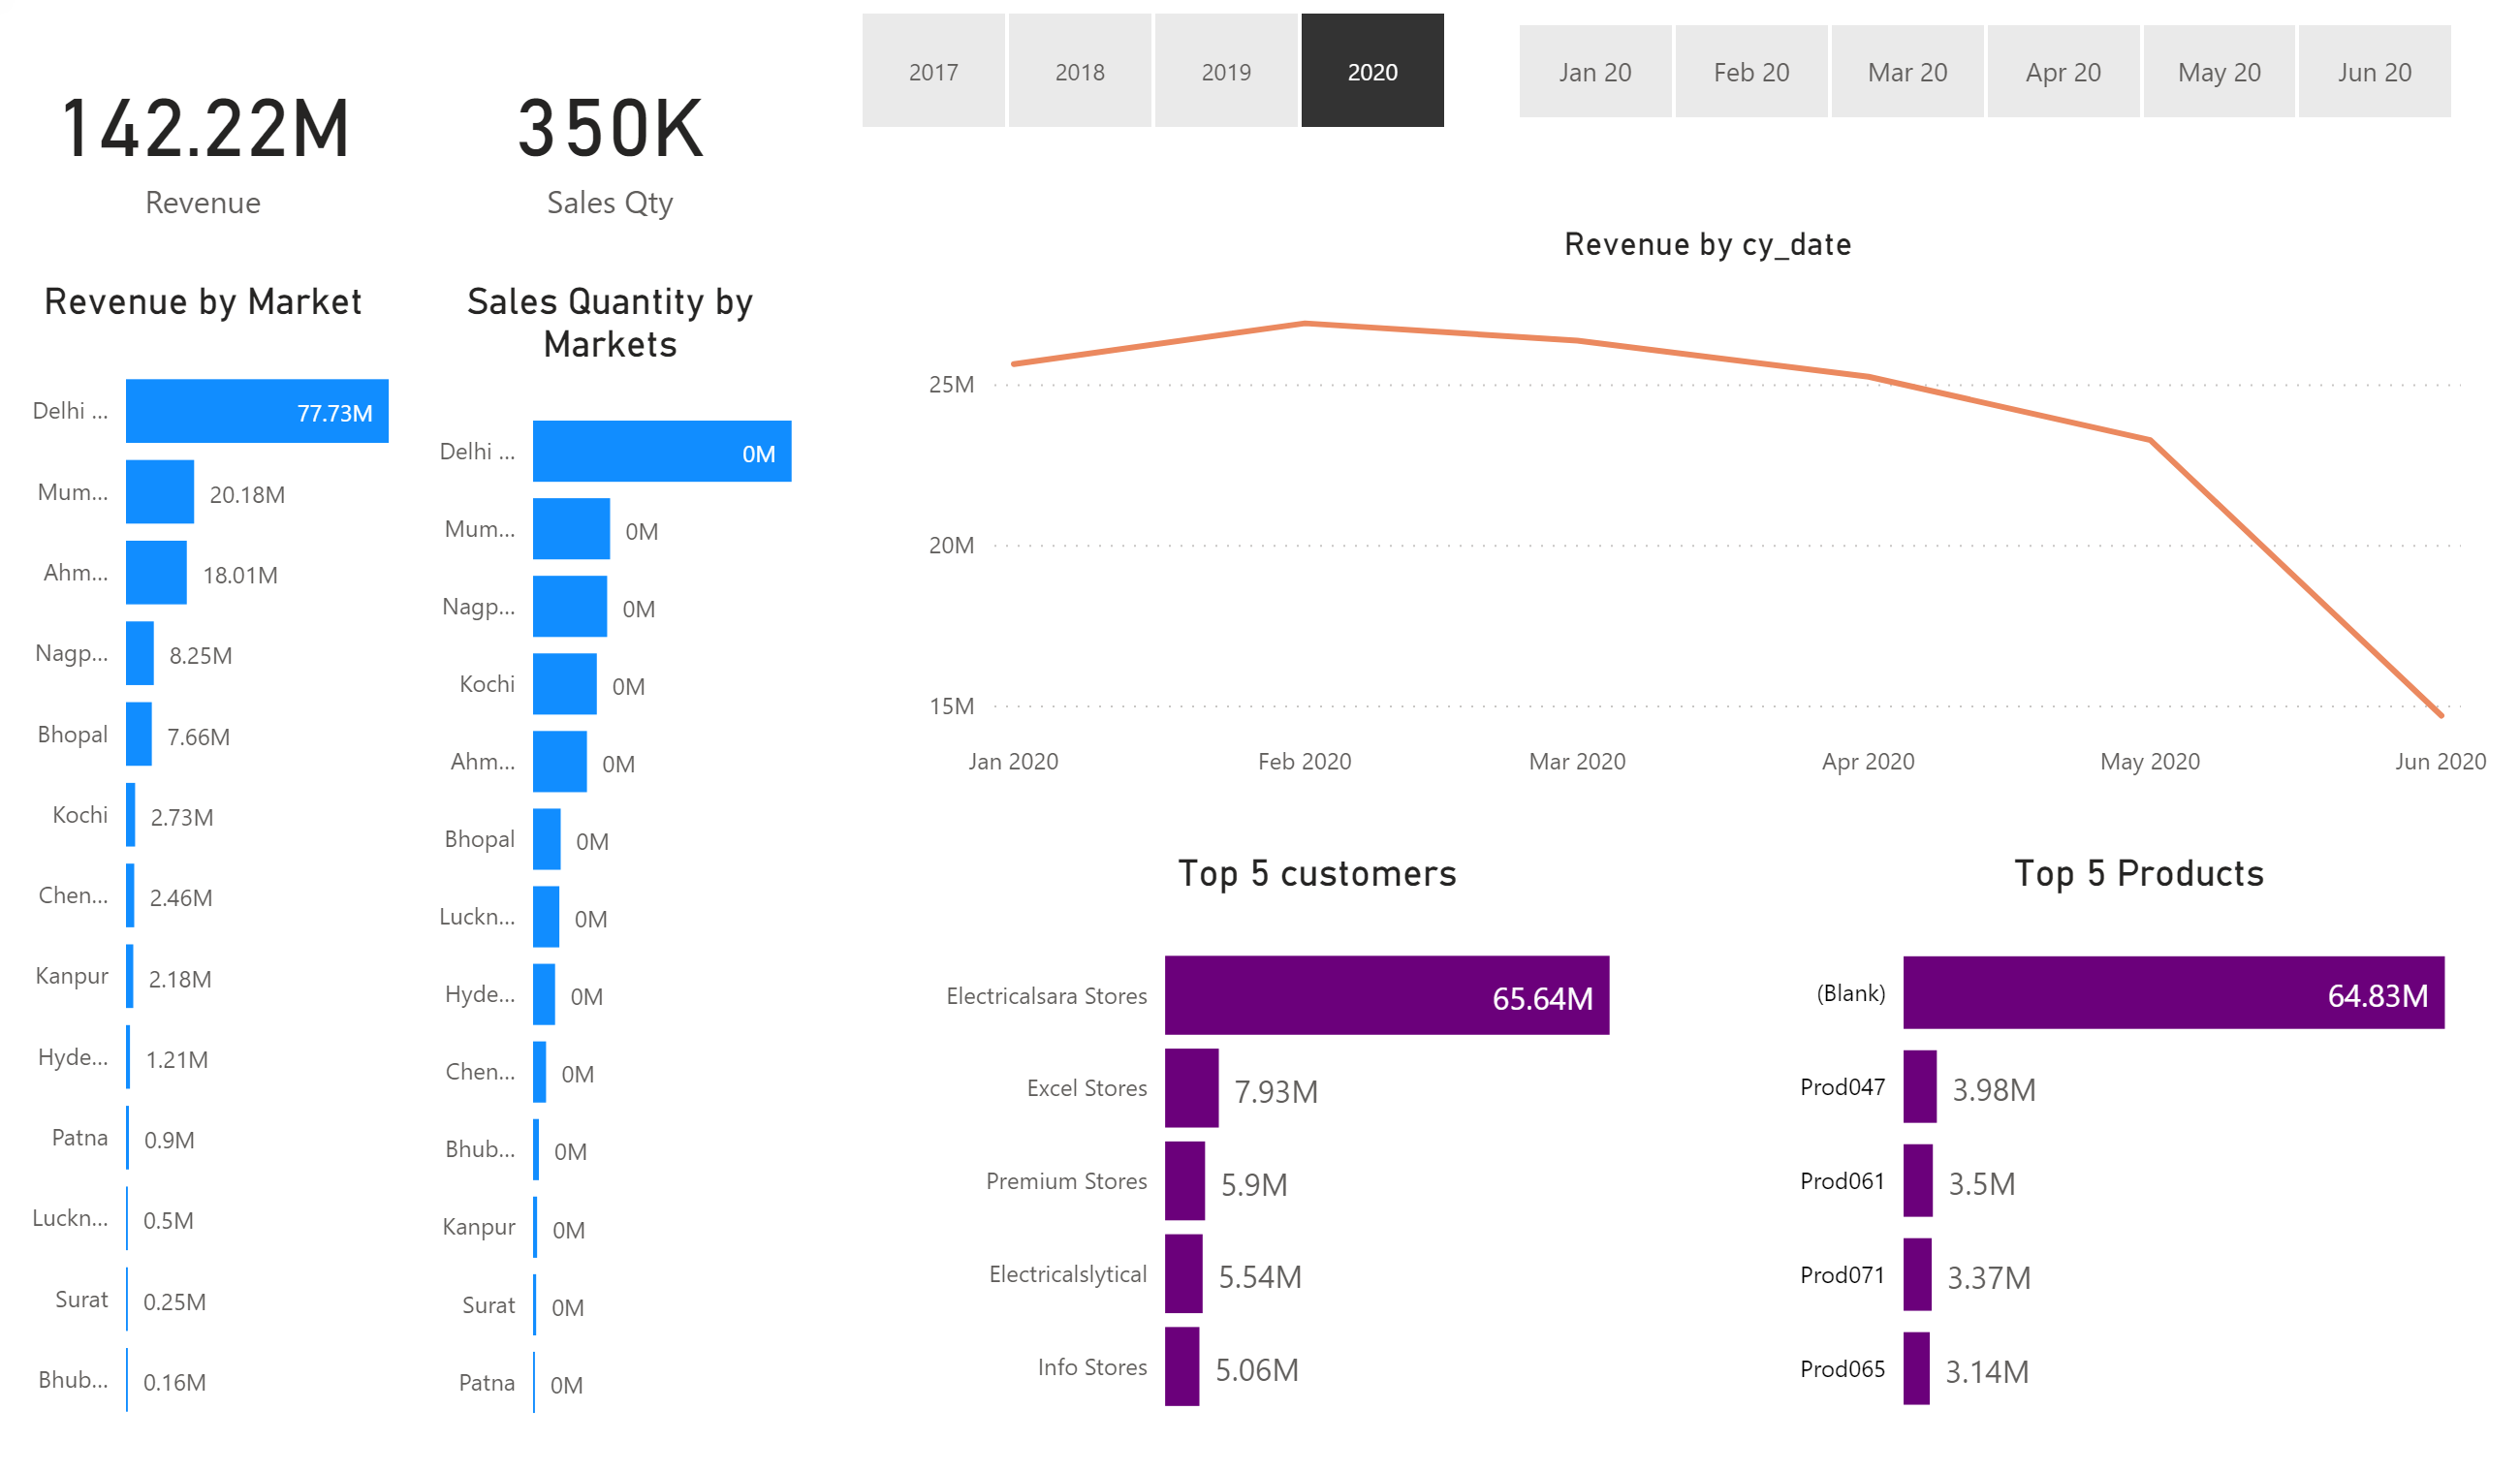 2017 2018 2019 2020
Jan 20 Feb 20 Mar 20 Apr 20 May 20 Jun 20
142.22M
Revenue
350K
Sales Qty
Revenue by Market
Delhi ... 77.73M
Mum... 20.18M
Ahm... 18.01M
Nagp... 8.25M
Bhopal 7.66M
Kochi 2.73M
Chen... 2.46M
Kanpur 2.18M
Hyde... 1.21M
Patna 0.9M
Luckn... 0.5M
Surat 0.25M
Bhub... 0.16M
Sales Quantity by
Markets
Delhi ... 0M
Mum... 0M
Nagp... 0M
Kochi 0M
Ahm... 0M
Bhopal 0M
Luckn... 0M
Hyde... 0M
Chen... 0M
Bhub... 0M
Kanpur 0M
Surat 0M
Patna 0M
Revenue by cy_date
25M
20M
15M
Jan 2020 Feb 2020 Mar 2020 Apr 2020 May 2020 Jun 2020
Top 5 customers
Electricalsara Stores 65.64M
Excel Stores 7.93M
Premium Stores 5.9M
Electricalslytical 5.54M
Info Stores 5.06M
Top 5 Products
(Blank) 64.83M
Prod047 3.98M
Prod061 3.5M
Prod071 3.37M
Prod065 3.14M